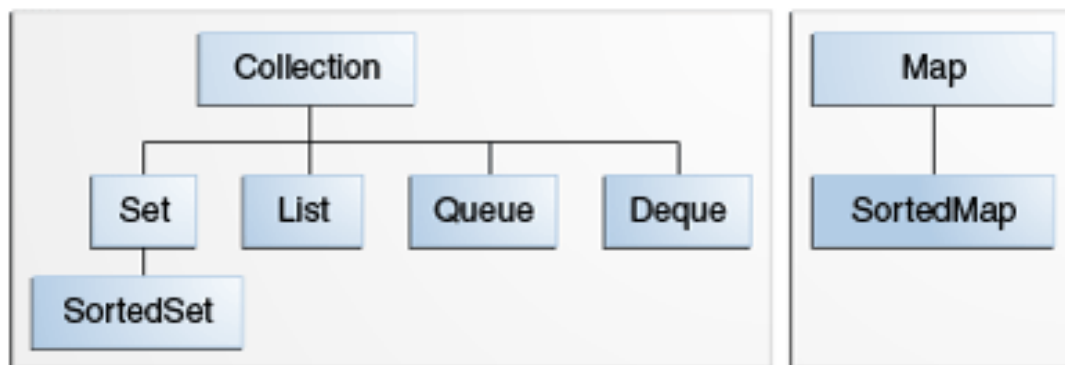 Collection
Map
Set
List
Queue
Deque
SortedMap
SortedSet